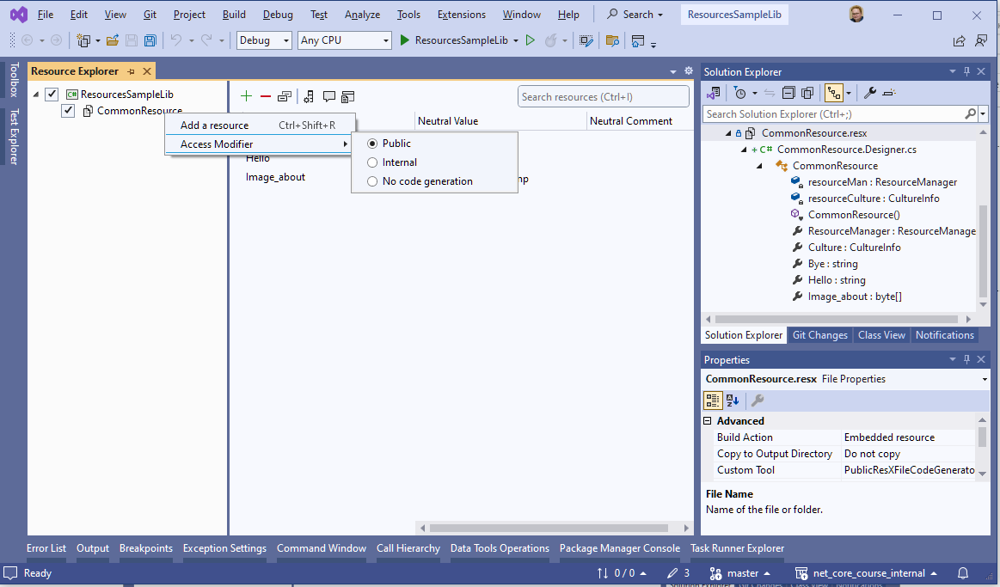 File Edit View Git Project Build Debug Test Analyze Tools Extensions Window Help Search ResourcesSampleLib
Debug Any CPU ResourcesSampleLib
Toolbox
Test Explorer
Resource Explorer
ResourcesSampleLib
CommonResource
Search resources (Ctrl+I)
Neutral Value Neutral Comment
Add a resource Ctrl+Shift+R
Access Modifier
Public
Internal
No code generation
Hello
Image_about mp
Solution Explorer
Search Solution Explorer (Ctrl+;)
CommonResource.resx
+ C# CommonResource.Designer.cs
CommonResource
resourceMan : ResourceManager
resourceCulture : CultureInfo
CommonResource()
ResourceManager : ResourceManage
Culture : CultureInfo
Bye : string
Hello : string
Image_about : byte[]
Solution Explorer Git Changes Class View Notifications
Properties
CommonResource.resx File Properties
Advanced
Build Action Embedded resource
Copy to Output Directory Do not copy
Custom Tool PublicResXFileCodeGenerato
File Name
Name of the file or folder.
Error List Output Breakpoints Exception Settings Command Window Call Hierarchy Data Tools Operations Package Manager Console Task Runner Explorer
Ready 0 / 0 3 master net_core_course_internal